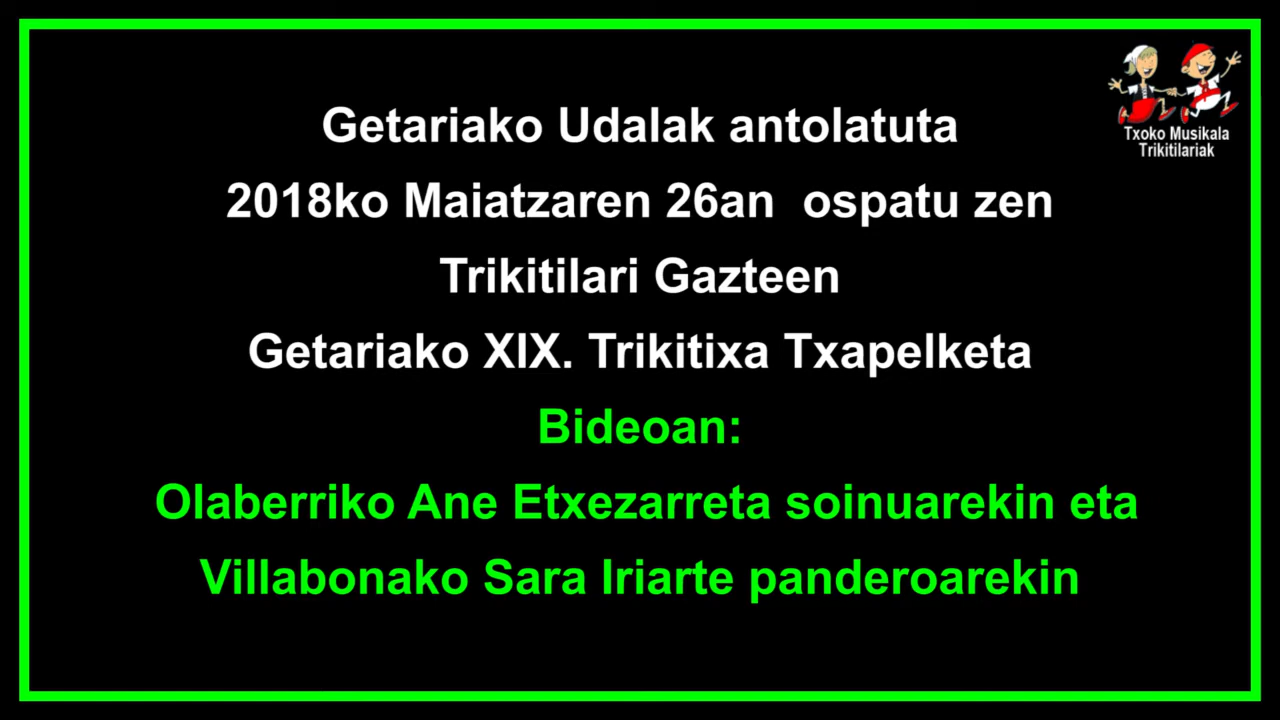 Getariako Udalak antolatuta
2018ko Maiatzaren 26an  ospatu zen
Trikitilari Gazteen
Getariako XIX. Trikitixa Txapelketa
Bideoan:
Olaberriko Ane Etxezarreta soinuarekin eta
Villabonako Sara Iriarte panderoarekin
Txoko Musikala
Trikitilariak